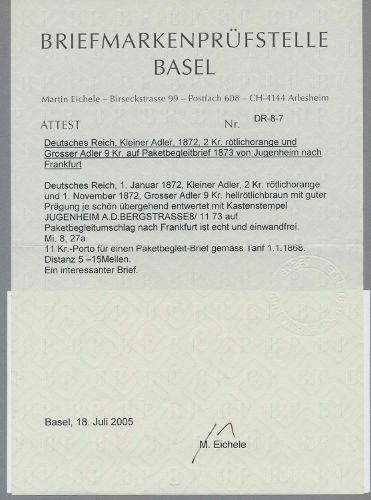 BRIEFMARKENPRÜFSTELLE
BASEL
Martin Eichele – Birseckstrasse 99 – Postfach 608 – CH-4144 Arlesheim
ATTEST Nr. DR-8-7
Deutsches Reich, Kleiner Adler, 1872, 2 Kr. rötlichorange und
Grosser Adler 9 Kr. auf Paketbegleitbrief 1873 von Jugenheim nach
Frankfurt
Deutsches Reich, 1. Januar 1872, Kleiner Adler, 2 Kr. rötlichorange
und 1. November 1872, Grosser Adler 9 Kr. hellrötlichbraun mit guter
Prägung je schön übergehend entwertet mit Kastenstempel
JUGENHEIM A.D.BERGSTRASSE8/ 11 73 auf
Paketbegleitumschlag nach Frankfurt ist echt und einwandfrei.
Mi. 8, 27a.
11 Kr.-Porto für einen Paketbegleit-Brief gemäss Tarif 1.1.1868.
Distanz 5 –15Meilen.
Ein interessanter Brief.
Basel, 18. Juli 2005
M. Eichele